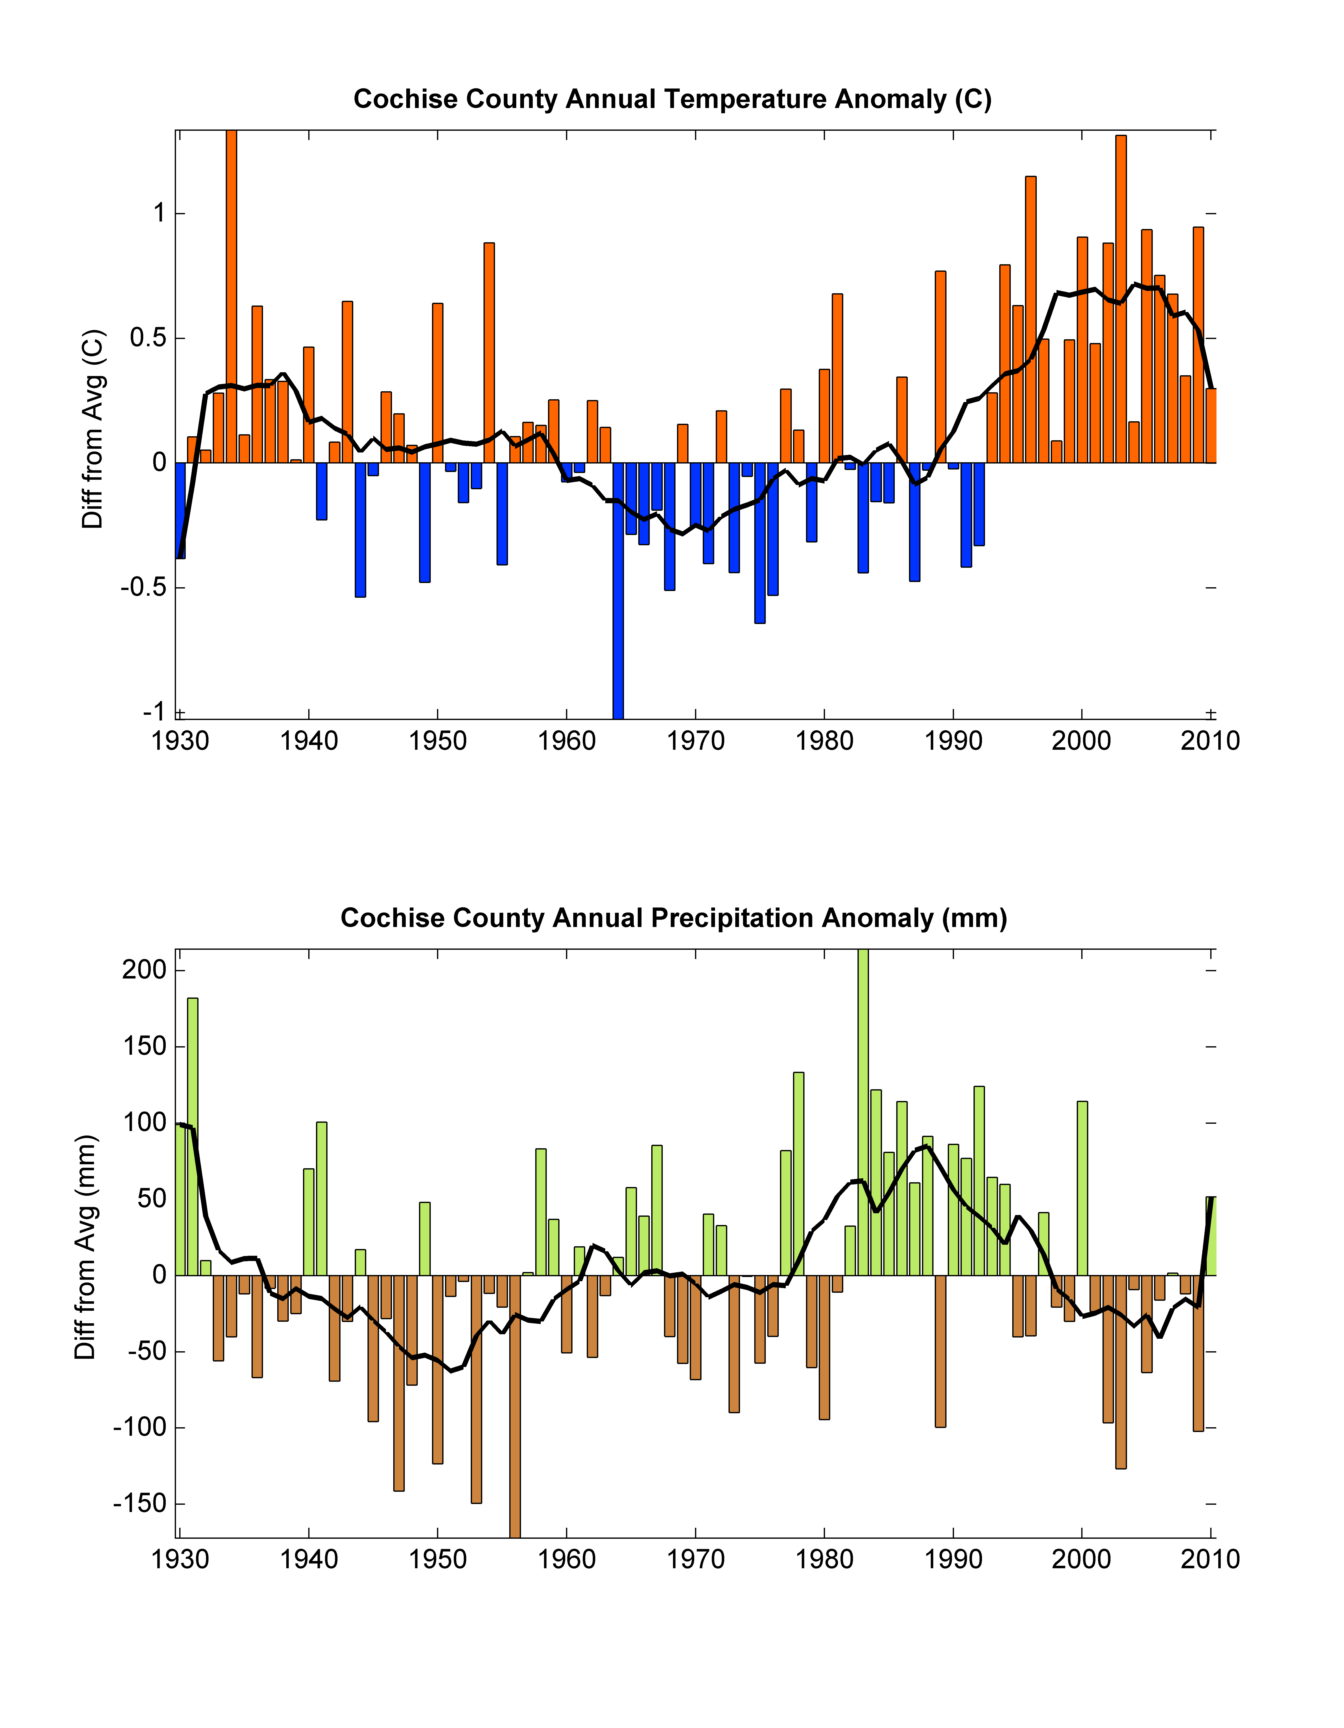 Cochise County Annual Temperature Anomaly (C)
Diff from Avg (C)
1
0.5
0
-0.5
-1
1930 1940 1950 1960 1970 1980 1990 2000 2010
Cochise County Annual Precipitation Anomaly (mm)
Diff from Avg (mm)
200
150
100
50
0
-50
-100
-150
1930 1940 1950 1960 1970 1980 1990 2000 2010